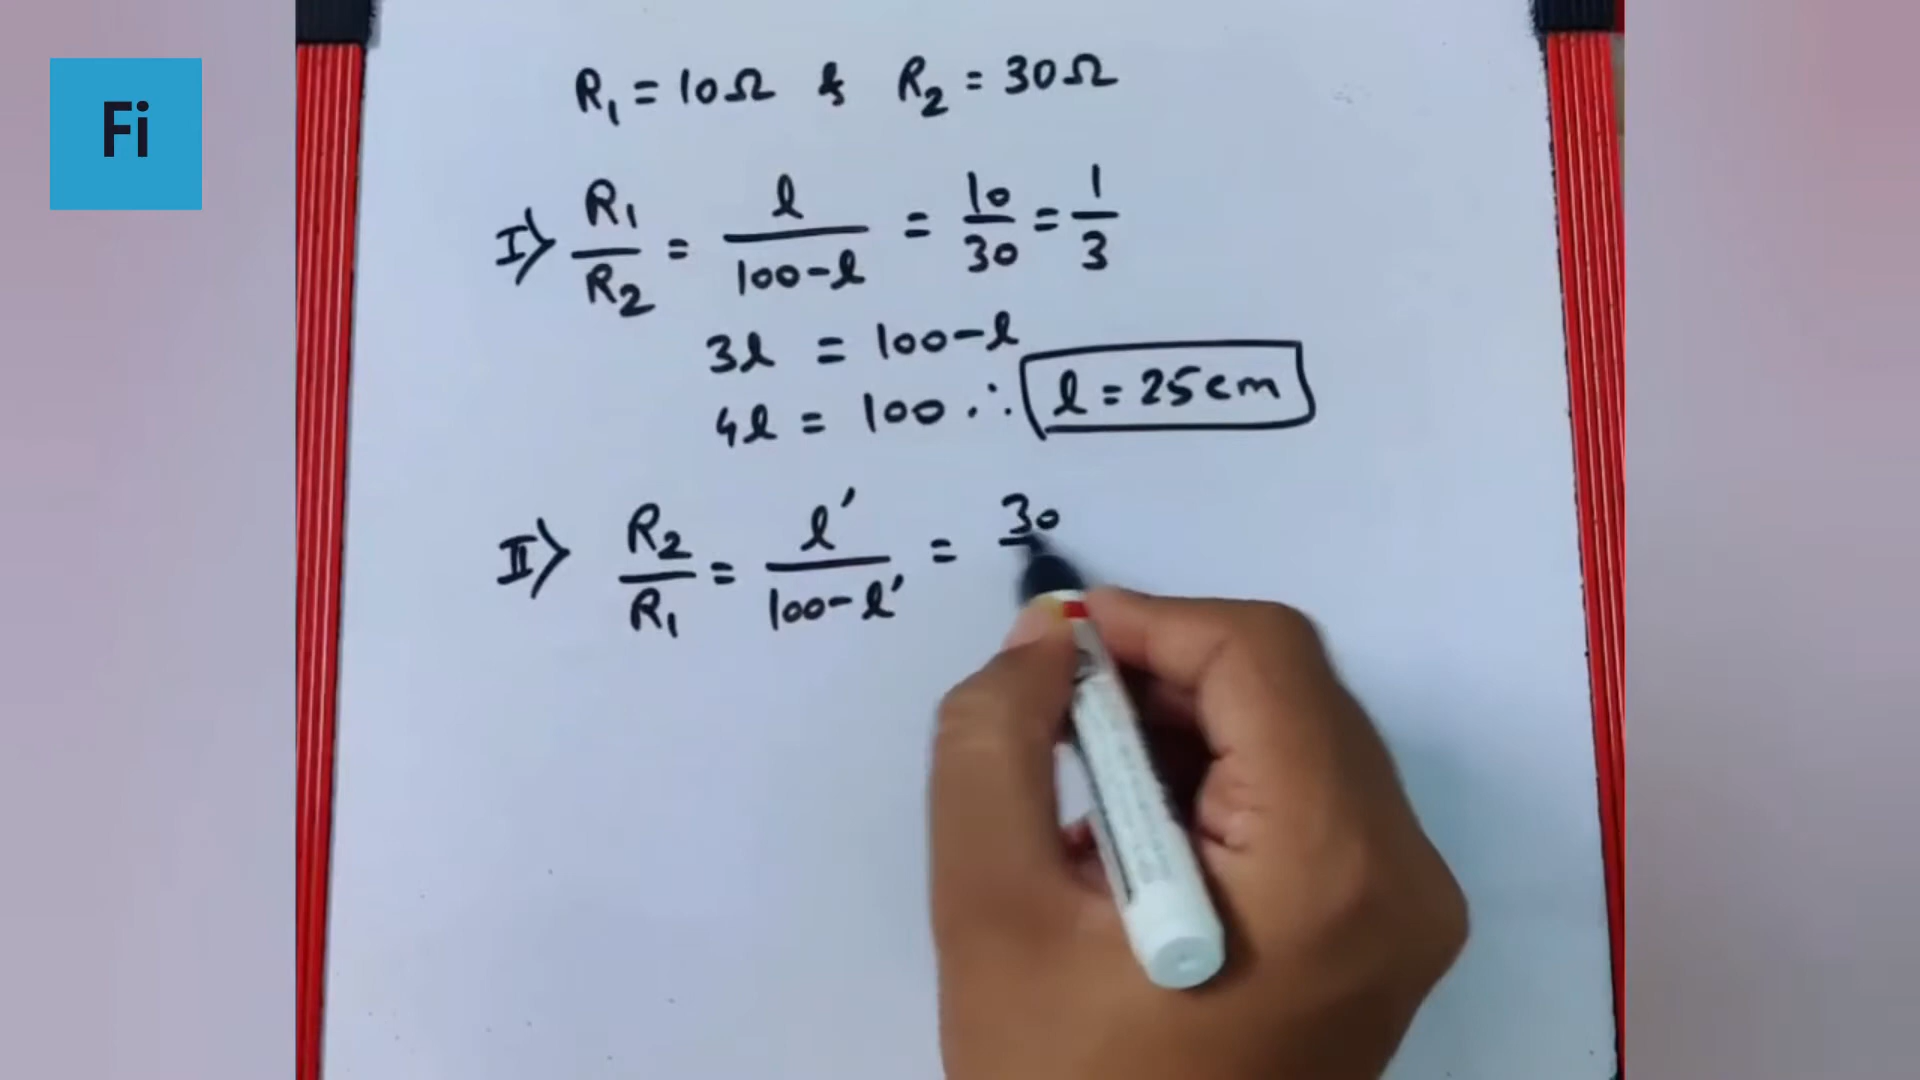 Fi
R₁ = 10Ω & R₂ = 30Ω
I> R₁/R₂ = l/(100-l) = 10/30 = 1/3
3l = 100-l
4l = 100 ∴ l = 25cm
II> R₂/R₁ = l'/(100-l') = 30